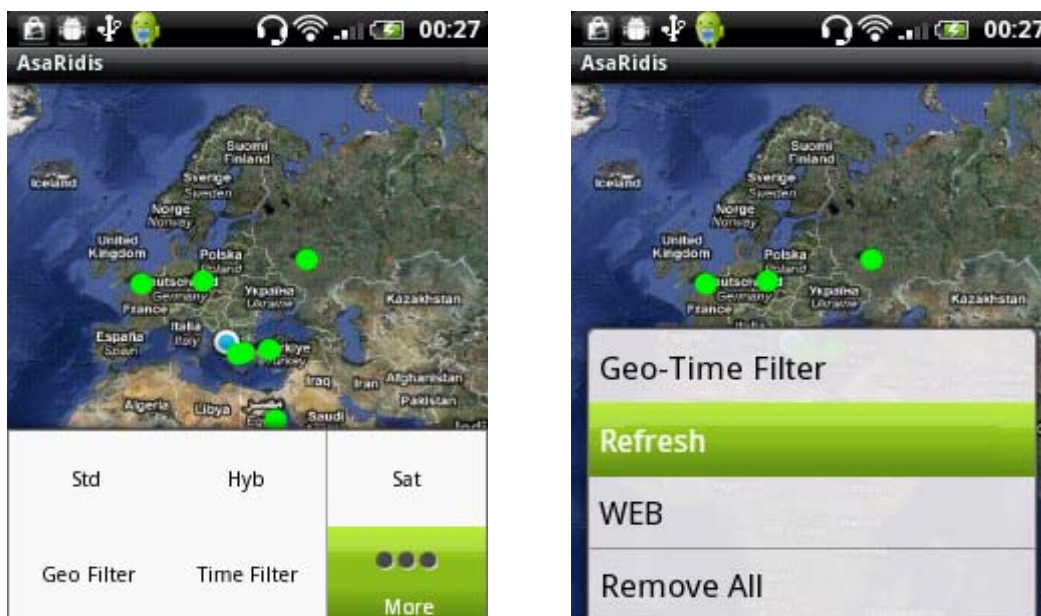 00:27
AsaRidis
Suomi
Finland
Iceland
Sverige
Sweden
Norge
Norway
United
Kingdom
Polska
Poland
Germany
Україна
Ukraine
France
Kazakhstan
Italia
Italy
España
Spain
Iraq
Iran
Afghanistan
Pakistan
Algeria
Libya
Saudi
Std
Hyb
Sat
Geo Filter
Time Filter
More
00:27
AsaRidis
Suomi
Finland
Iceland
Sverige
Sweden
Norge
Norway
United
Kingdom
Polska
Poland
Germany
Україна
Ukraine
France
Kazakhstan
Geo-Time Filter
Refresh
WEB
Remove All